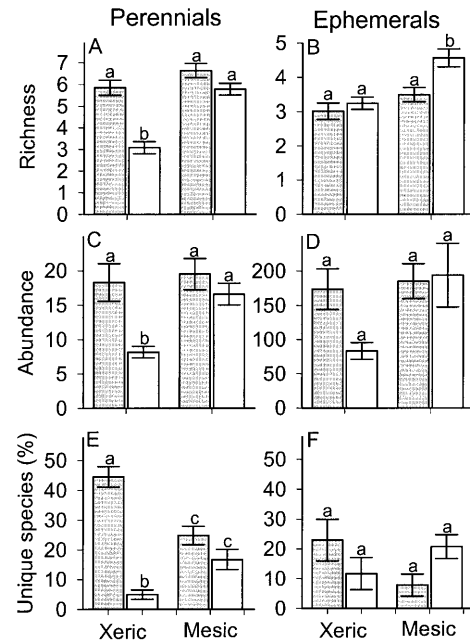 Perennials
Ephemerals
A
B
Richness
7
6
5
4
3
2
1
0
a
b
a
a
5
4
3
2
1
0
a
a
a
b
C
D
Abundance
20
15
10
5
0
a
b
a
a
200
150
100
50
0
a
a
a
a
E
F
Unique species (%)
50
40
30
20
10
0
a
b
c
c
50
40
30
20
10
0
a
a
a
a
Xeric
Mesic
Xeric
Mesic